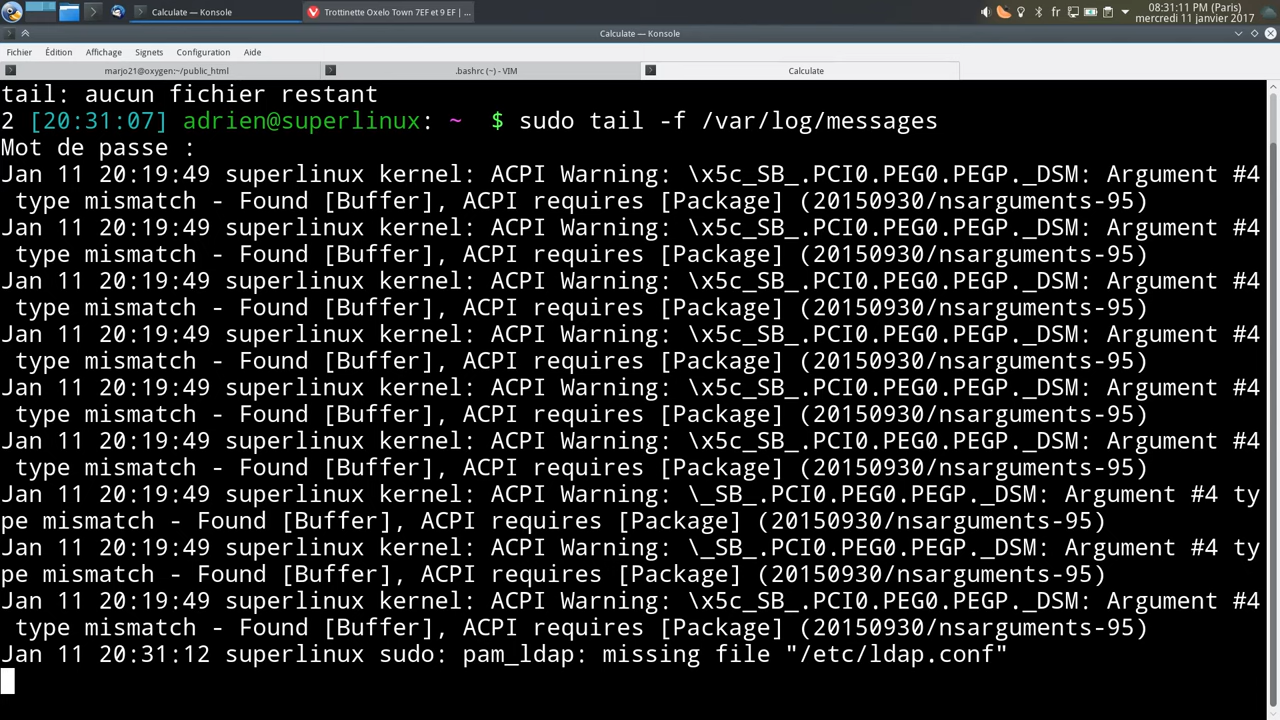 Calculate — Konsole
Trottinette Oxelo Town 7EF et 9 EF | ...
fr
08:31:11 PM (Paris)
mercredi 11 janvier 2017
Calculate — Konsole
Fichier Édition Affichage Signets Configuration Aide
marjo21@oxygen:~/public_html
.bashrc (~) - VIM
Calculate
tail: aucun fichier restant
2 [20:31:07] adrien@superlinux: ~ $ sudo tail -f /var/log/messages
Mot de passe :
Jan 11 20:19:49 superlinux kernel: ACPI Warning: \x5c_SB_.PCI0.PEG0.PEGP._DSM: Argument #4
type mismatch - Found [Buffer], ACPI requires [Package] (20150930/nsarguments-95)
Jan 11 20:19:49 superlinux kernel: ACPI Warning: \x5c_SB_.PCI0.PEG0.PEGP._DSM: Argument #4
type mismatch - Found [Buffer], ACPI requires [Package] (20150930/nsarguments-95)
Jan 11 20:19:49 superlinux kernel: ACPI Warning: \x5c_SB_.PCI0.PEG0.PEGP._DSM: Argument #4
type mismatch - Found [Buffer], ACPI requires [Package] (20150930/nsarguments-95)
Jan 11 20:19:49 superlinux kernel: ACPI Warning: \x5c_SB_.PCI0.PEG0.PEGP._DSM: Argument #4
type mismatch - Found [Buffer], ACPI requires [Package] (20150930/nsarguments-95)
Jan 11 20:19:49 superlinux kernel: ACPI Warning: \x5c_SB_.PCI0.PEG0.PEGP._DSM: Argument #4
type mismatch - Found [Buffer], ACPI requires [Package] (20150930/nsarguments-95)
Jan 11 20:19:49 superlinux kernel: ACPI Warning: \x5c_SB_.PCI0.PEG0.PEGP._DSM: Argument #4
type mismatch - Found [Buffer], ACPI requires [Package] (20150930/nsarguments-95)
Jan 11 20:19:49 superlinux kernel: ACPI Warning: \_SB_.PCI0.PEG0.PEGP._DSM: Argument #4 ty
pe mismatch - Found [Buffer], ACPI requires [Package] (20150930/nsarguments-95)
Jan 11 20:19:49 superlinux kernel: ACPI Warning: \_SB_.PCI0.PEG0.PEGP._DSM: Argument #4 ty
pe mismatch - Found [Buffer], ACPI requires [Package] (20150930/nsarguments-95)
Jan 11 20:19:49 superlinux kernel: ACPI Warning: \x5c_SB_.PCI0.PEG0.PEGP._DSM: Argument #4
type mismatch - Found [Buffer], ACPI requires [Package] (20150930/nsarguments-95)
Jan 11 20:31:12 superlinux sudo: pam_ldap: missing file "/etc/ldap.conf"